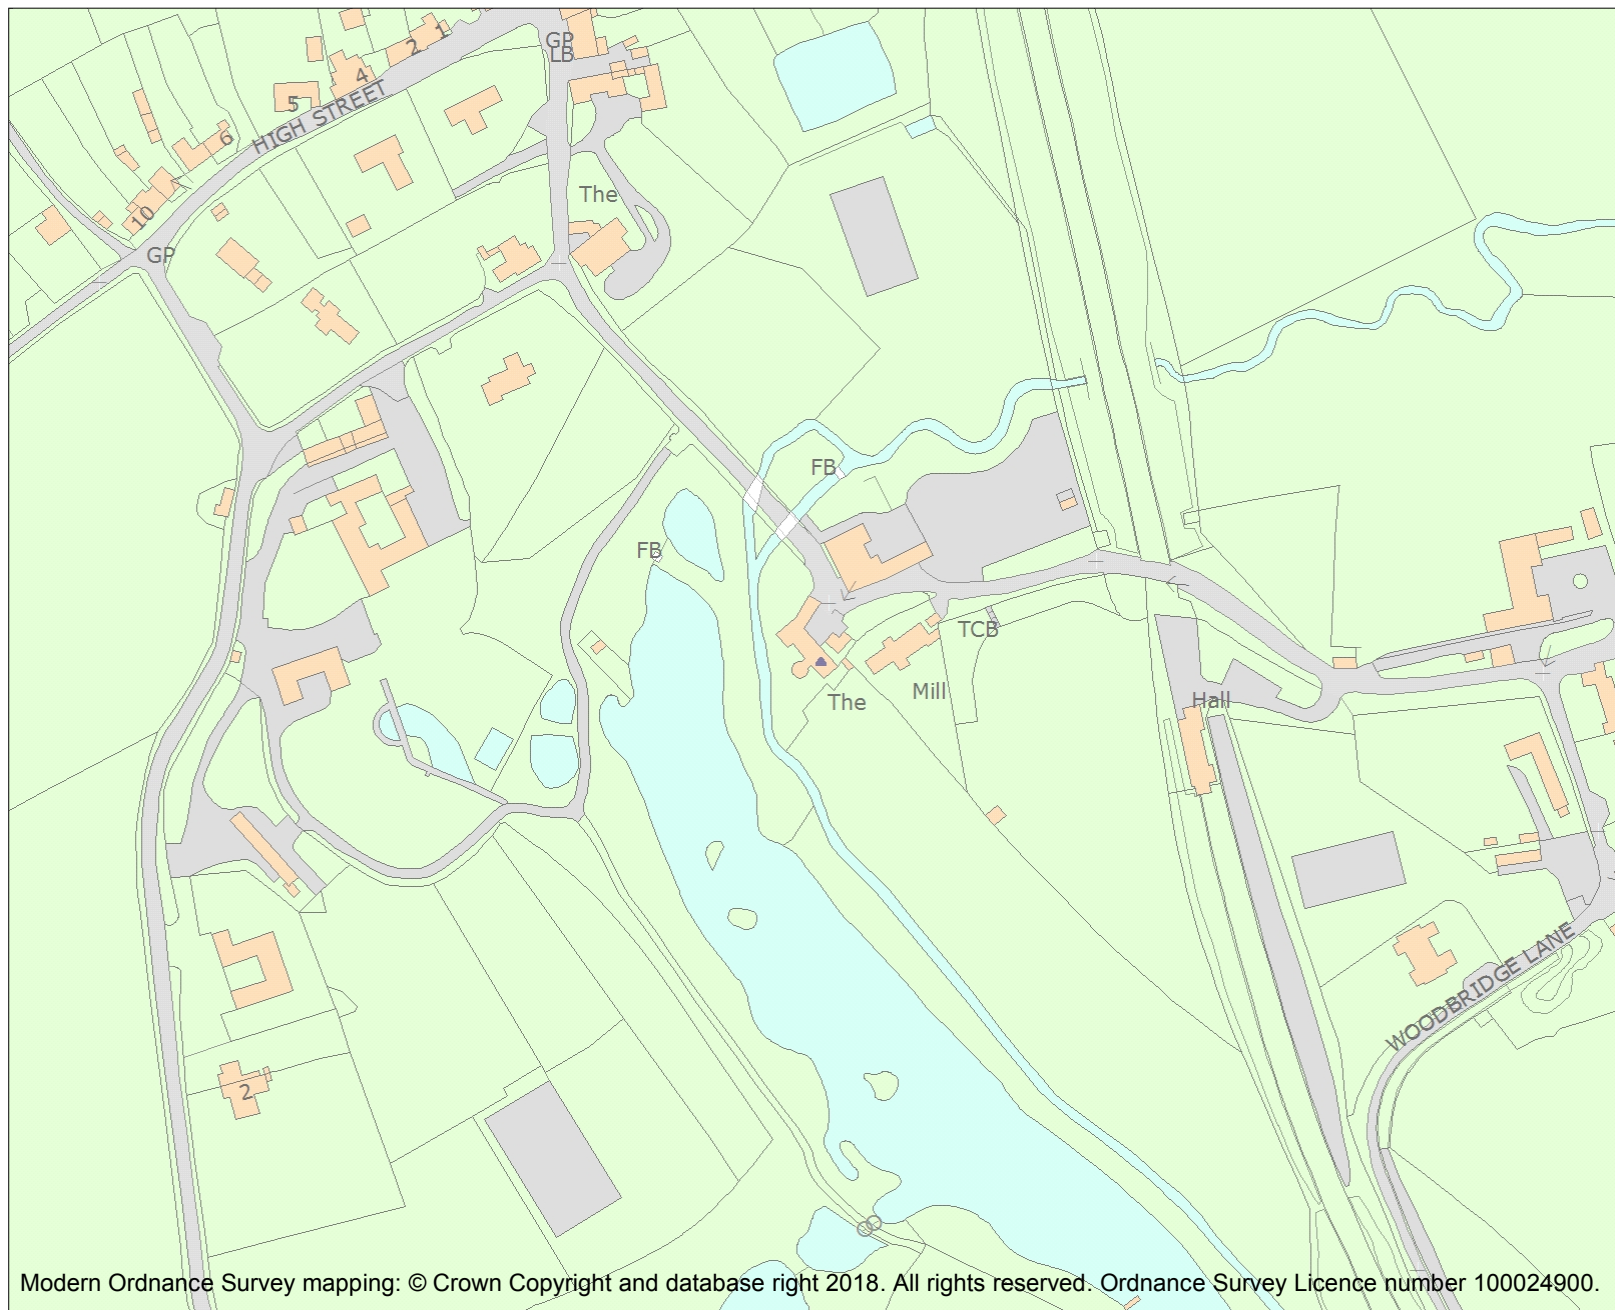 GP
LB
1
2
4
5
HIGH STREET
6
The
10
GP
FB
FB
TCB
Mill
The
Hall
WOODBRIDGE LANE
2
Modern Ordnance Survey mapping: © Crown Copyright and database right 2018. All rights reserved. Ordnance Survey Licence number 100024900.